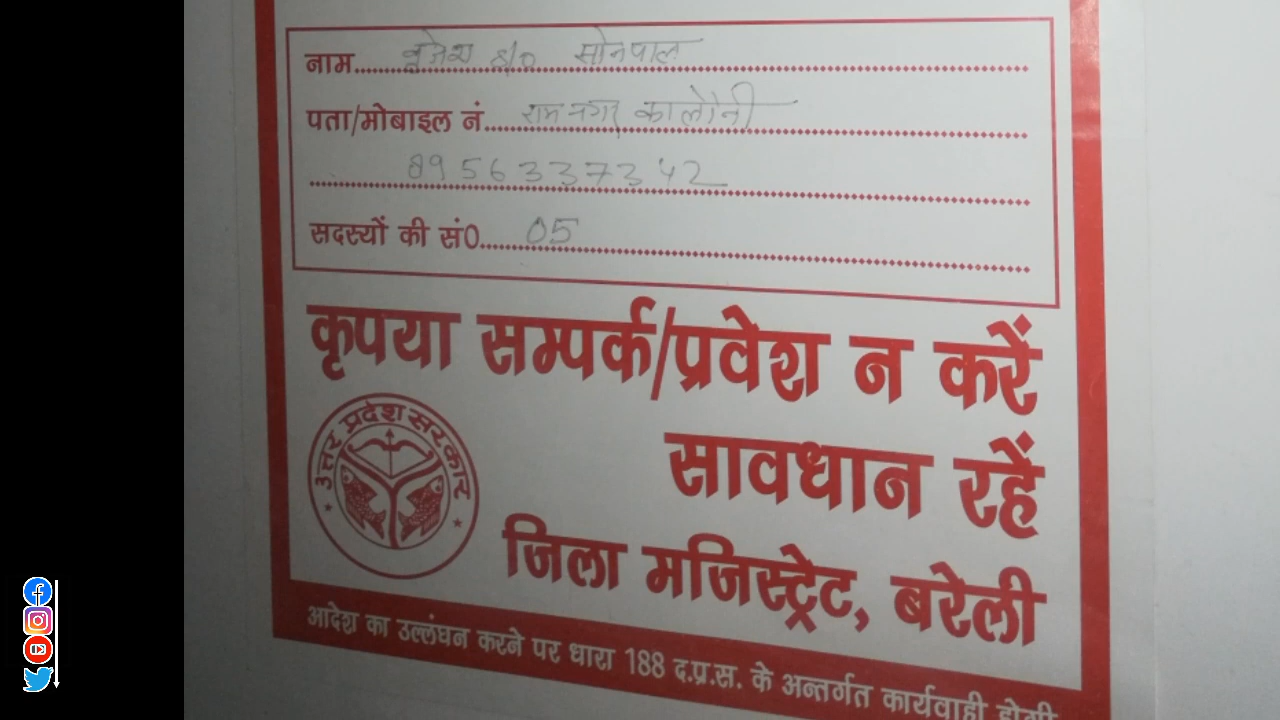 नाम.... बृजेश S/O सोनपाल
पता/मोबाइल नं.... राम नगर कालोनी
8956337342
सदस्यों की सं0.... 05
कृपया सम्पर्क/प्रवेश न करें
उत्तर प्रदेश सरकार
सावधान रहें
जिला मजिस्ट्रेट, बरेली
आदेश का उल्लंघन करने पर धारा 188 द.प्र.स. के अन्तर्गत कार्यवाही होगी